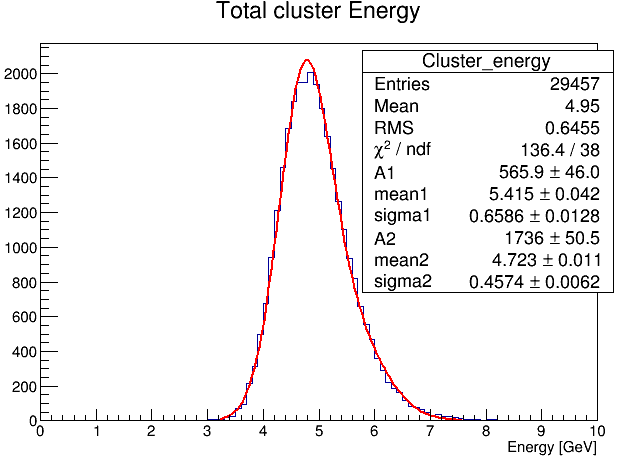 Total cluster Energy
Cluster_energy
Entries 29457
Mean 4.95
RMS 0.6455
χ² / ndf 136.4 / 38
A1 565.9 ± 46.0
mean1 5.415 ± 0.042
sigma1 0.6586 ± 0.0128
A2 1736 ± 50.5
mean2 4.723 ± 0.011
sigma2 0.4574 ± 0.0062
2000
1800
1600
1400
1200
1000
800
600
400
200
0
0 1 2 3 4 5 6 7 8 9 10
Energy [GeV]